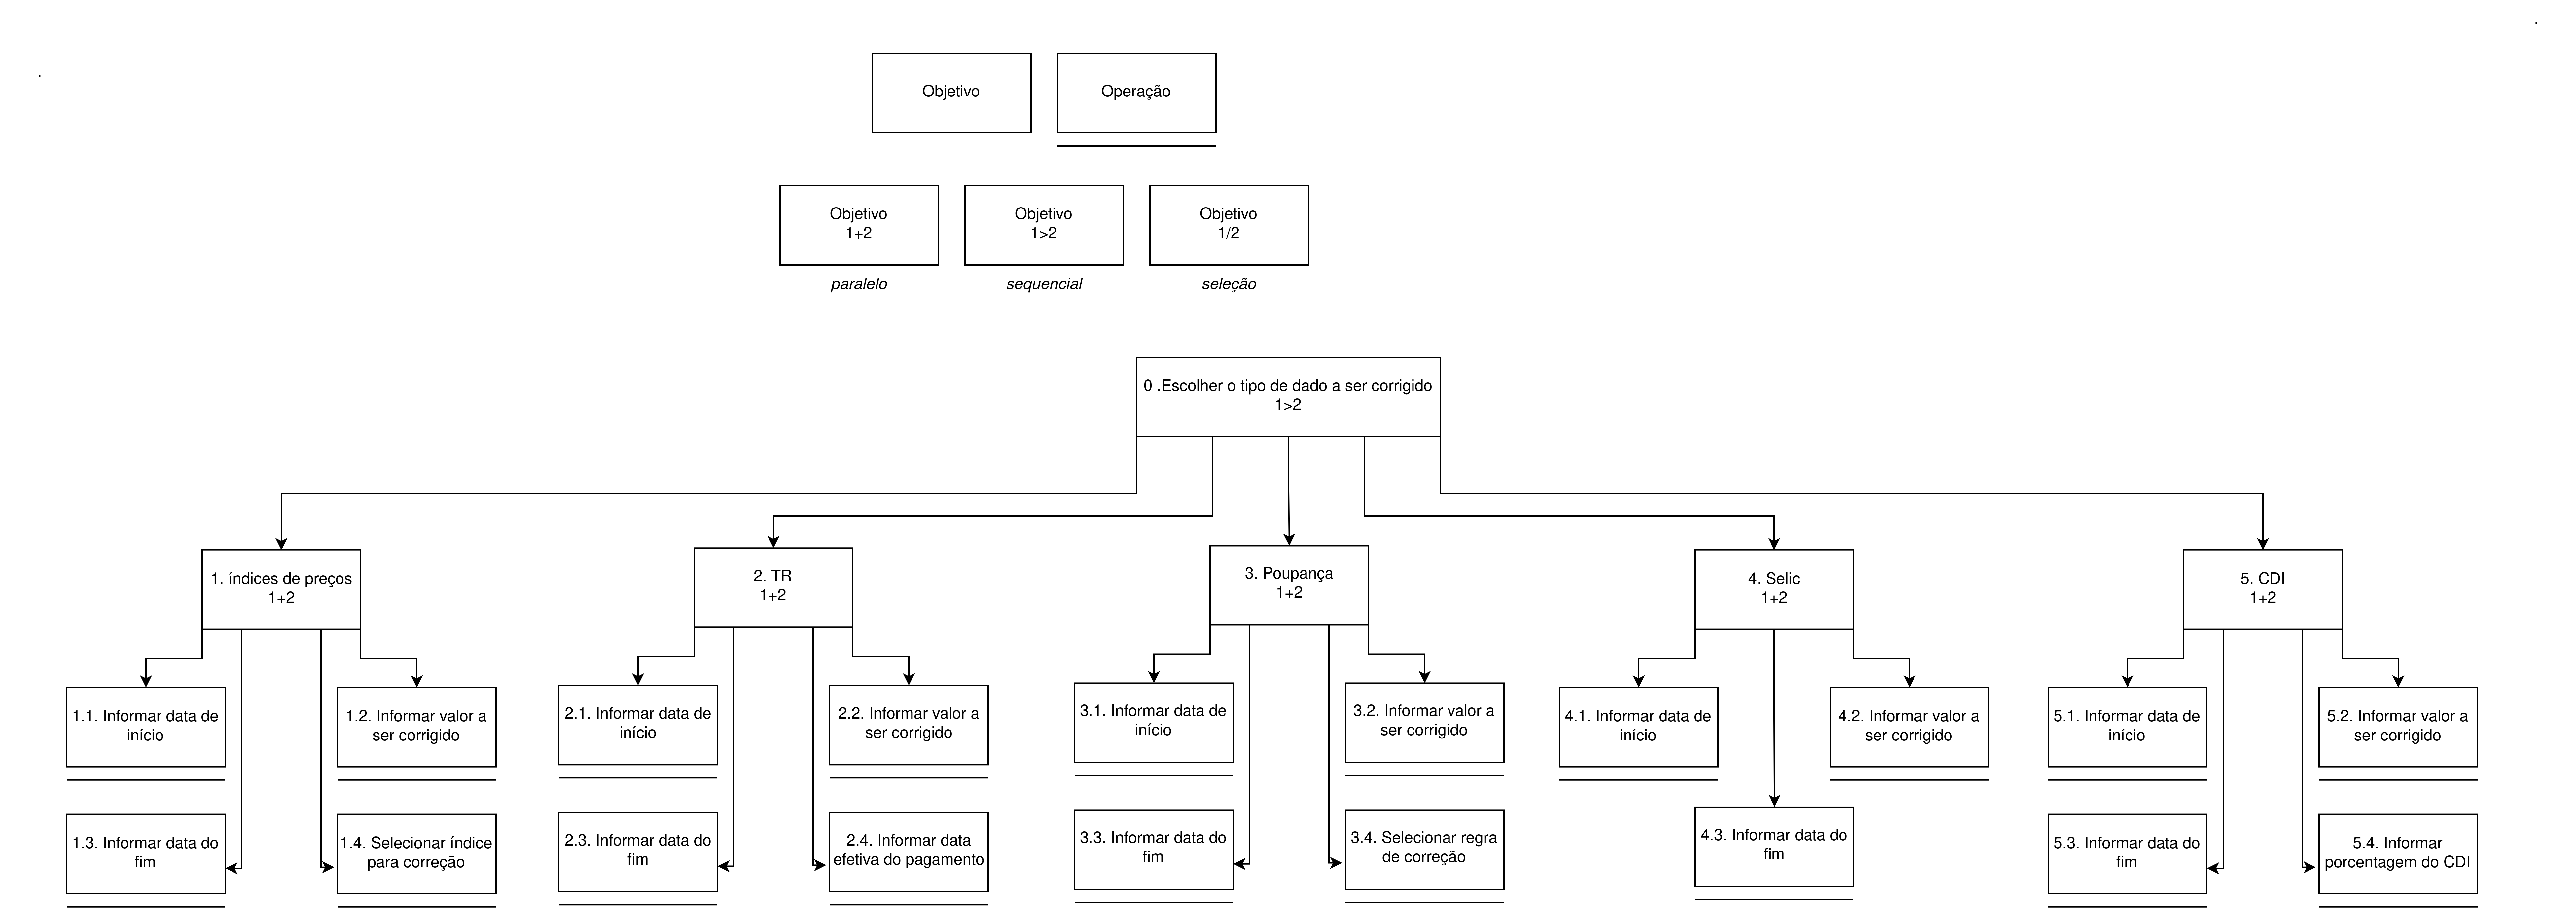 Objetivo
Operação
Objetivo
1+2
Objetivo
1>2
Objetivo
1/2
paralelo
sequencial
seleção
0 .Escolher o tipo de dado a ser corrigido
1>2
1. índices de preços
1+2
2. TR
1+2
3. Poupança
1+2
4. Selic
1+2
5. CDI
1+2
1.1. Informar data de
início
1.2. Informar valor a
ser corrigido
2.1. Informar data de
início
2.2. Informar valor a
ser corrigido
3.1. Informar data de
início
3.2. Informar valor a
ser corrigido
4.1. Informar data de
início
4.2. Informar valor a
ser corrigido
5.1. Informar data de
início
5.2. Informar valor a
ser corrigido
1.3. Informar data do
fim
1.4. Selecionar índice
para correção
2.3. Informar data do
fim
2.4. Informar data
efetiva do pagamento
3.3. Informar data do
fim
3.4. Selecionar regra
de correção
4.3. Informar data do
fim
5.3. Informar data do
fim
5.4. Informar
porcentagem do CDI